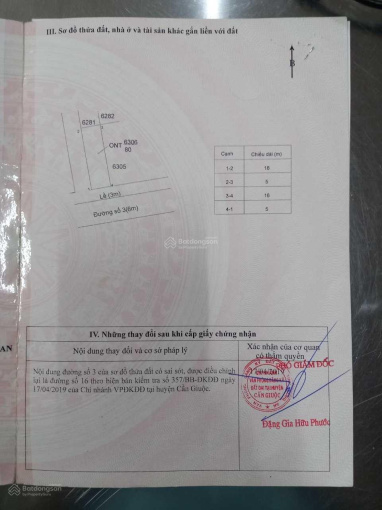 III. Sơ đồ thửa đất, nhà ở và tài sản khác gắn liền với đất
B
6281
6282
ONT 6306
80
6305
Lề (3m)
Đường số 3(6m)
Cạnh Chiều dài (m)
1-2 16
2-3 5
3-4 16
4-1 5
Batdongsan
IV. Những thay đổi sau khi cấp giấy chứng nhận
Nội dung thay đổi và cơ sở pháp lý
Xác nhận của cơ quan
có thẩm quyền
Nội dung đường số 3 của sơ đồ thửa đất có sai sót, được điều chỉnh
lại là đường số 16 theo biên bản kiểm tra số 357/BB-ĐKĐĐ ngày
17/04/2019 của Chi nhánh VPĐKĐĐ tại huyện Cần Giuộc.
PHÓ GIÁM ĐỐC
CẦN GIUỘC
Đặng Gia Hữu Phước
AN
Batdongsan